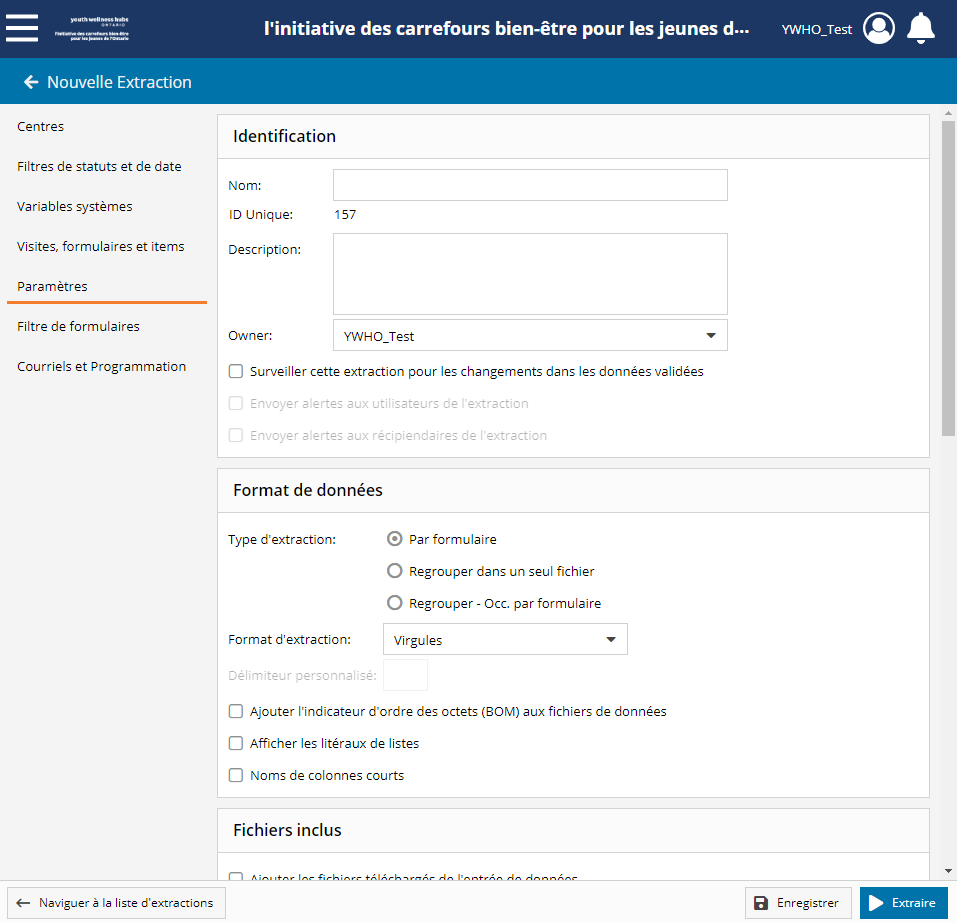 youth wellness hubs
ONTARIO
l'initiative des carrefours bien-être
pour les jeunes de l'Ontario
l'initiative des carrefours bien-être pour les jeunes d...
YWHO_Test
Nouvelle Extraction
Centres
Filtres de statuts et de date
Variables systèmes
Visites, formulaires et items
Paramètres
Filtre de formulaires
Courriels et Programmation
Identification
Nom:
ID Unique: 157
Description:
Owner: YWHO_Test
Surveiller cette extraction pour les changements dans les données validées
Envoyer alertes aux utilisateurs de l'extraction
Envoyer alertes aux récipiendaires de l'extraction
Format de données
Type d'extraction: Par formulaire
Regrouper dans un seul fichier
Regrouper - Occ. par formulaire
Format d'extraction: Virgules
Délimiteur personnalisé:
Ajouter l'indicateur d'ordre des octets (BOM) aux fichiers de données
Afficher les litéraux de listes
Noms de colonnes courts
Fichiers inclus
Ajouter les fichiers téléchargés de l'entrée de données
Naviguer à la liste d'extractions
Enregistrer
Extraire